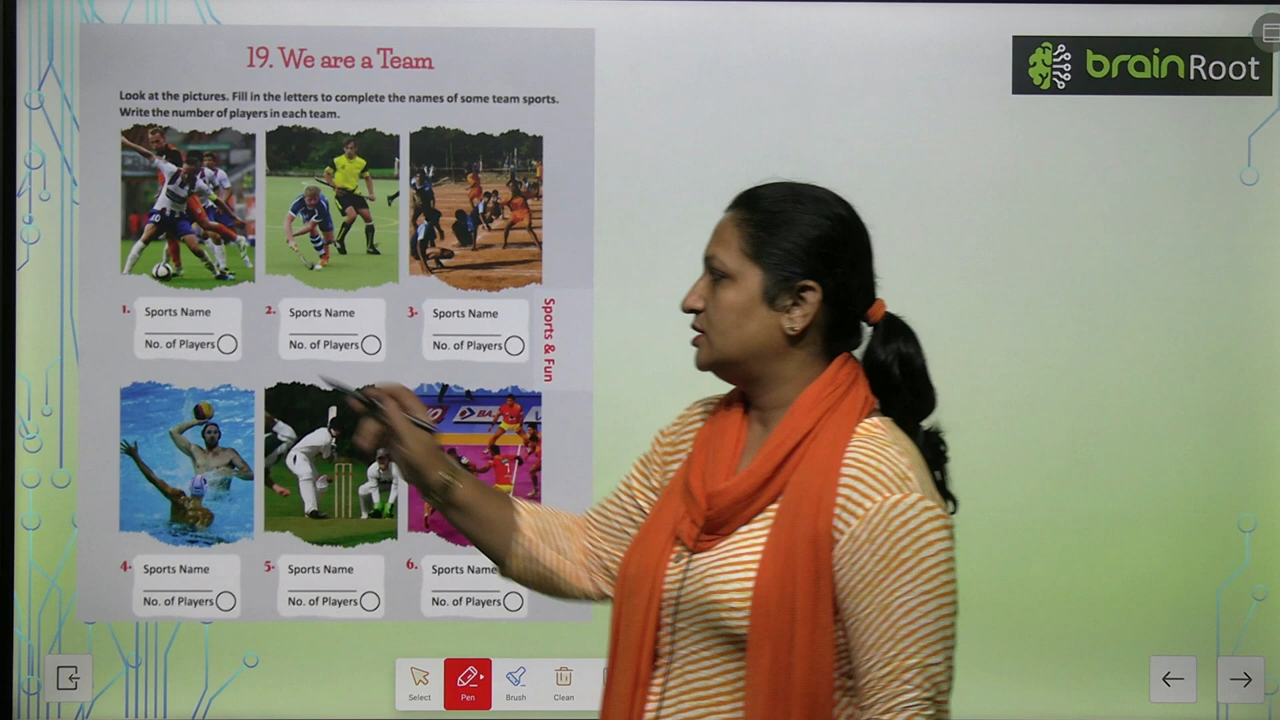 19. We are a Team
Look at the pictures. Fill in the letters to complete the names of some team sports.
Write the number of players in each team.
1. Sports Name
No. of Players
2. Sports Name
No. of Players
3. Sports Name
No. of Players
Sports & Fun
4. Sports Name
No. of Players
5. Sports Name
No. of Players
6. Sports Name
No. of Players
brainRoot
Select
Pen
Brush
Clean